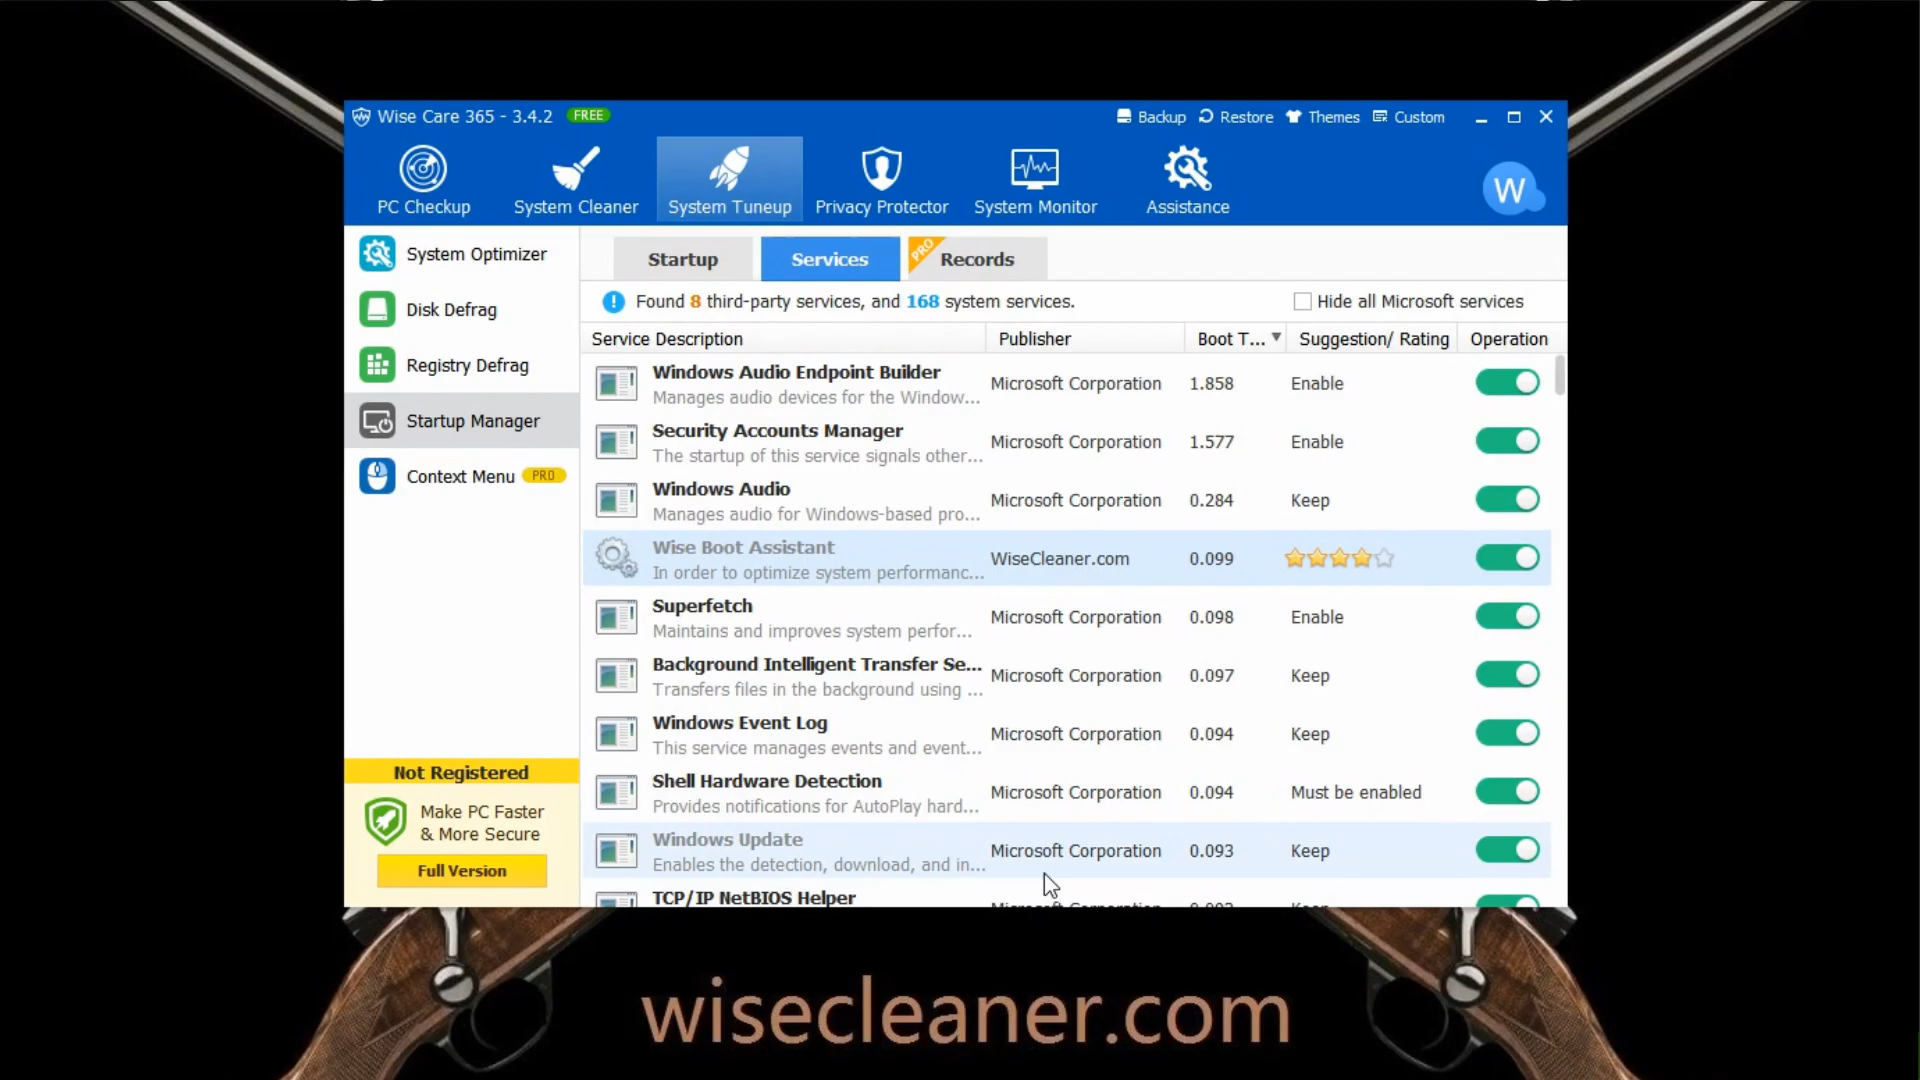 Wise Care 365 - 3.4.2 FREE Backup Restore Themes Custom
PC Checkup System Cleaner System Tuneup Privacy Protector System Monitor Assistance W
System Optimizer
Disk Defrag
Registry Defrag
Startup Manager
Context Menu PRO
Not Registered
Make PC Faster
& More Secure
Full Version
Startup Services PRO Records
Found 8 third-party services, and 168 system services. Hide all Microsoft services
Service Description Publisher Boot T... Suggestion/ Rating Operation
Windows Audio Endpoint Builder
Manages audio devices for the Window... Microsoft Corporation 1.858 Enable
Security Accounts Manager
The startup of this service signals other... Microsoft Corporation 1.577 Enable
Windows Audio
Manages audio for Windows-based pro... Microsoft Corporation 0.284 Keep
Wise Boot Assistant
In order to optimize system performanc... WiseCleaner.com 0.099
Superfetch
Maintains and improves system perfor... Microsoft Corporation 0.098 Enable
Background Intelligent Transfer Se...
Transfers files in the background using ... Microsoft Corporation 0.097 Keep
Windows Event Log
This service manages events and event... Microsoft Corporation 0.094 Keep
Shell Hardware Detection
Provides notifications for AutoPlay hard... Microsoft Corporation 0.094 Must be enabled
Windows Update
Enables the detection, download, and in... Microsoft Corporation 0.093 Keep
TCP/IP NetBIOS Helper
wisecleaner.com